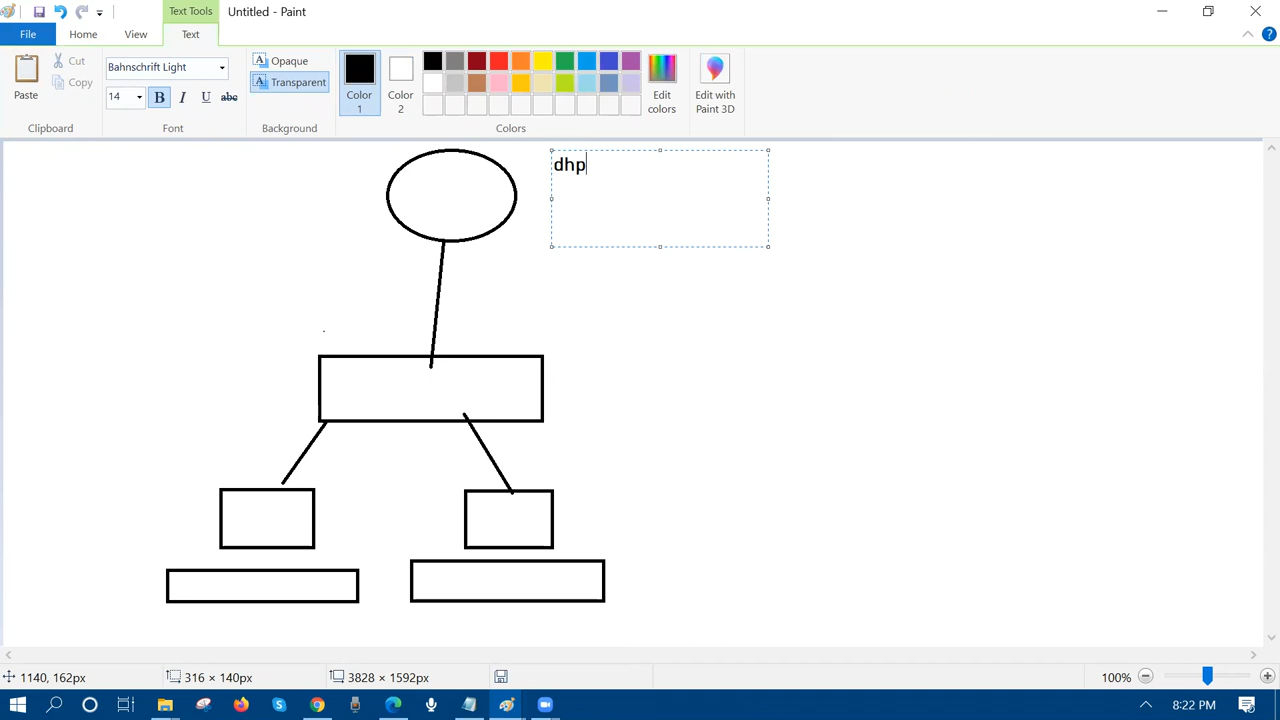 Text Tools
Untitled - Paint
File
Home
View
Text
Paste
Cut
Copy
Clipboard
Bahnschrift Light
14
B I U abc
Font
A Opaque
A Transparent
Background
Color 1
Color 2
Edit colors
Colors
Edit with Paint 3D
dhp
1140, 162px
316 × 140px
3828 × 1592px
100%
8:22 PM